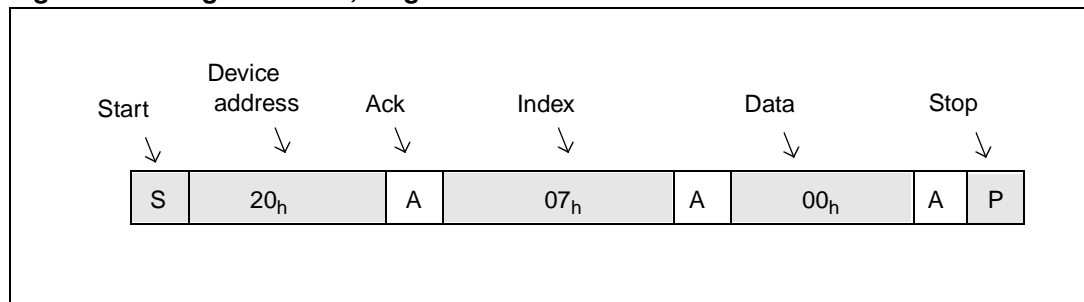 Device
Start address Ack Index Data Stop
S 20h A 07h A 00h A P